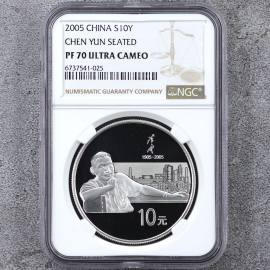 2005 CHINA S10Y
CHEN YUN SEATED
PF 70 ULTRA CAMEO
6737541-025
NUMISMATIC GUARANTY COMPANY
NGC
1905-2005
10元